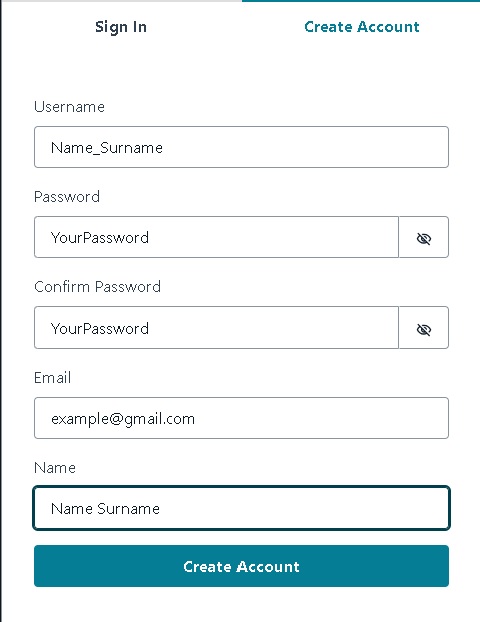 Sign In
Create Account
Username
Name_Surname
Password
YourPassword
Confirm Password
YourPassword
Email
example@gmail.com
Name
Name Surname
Create Account